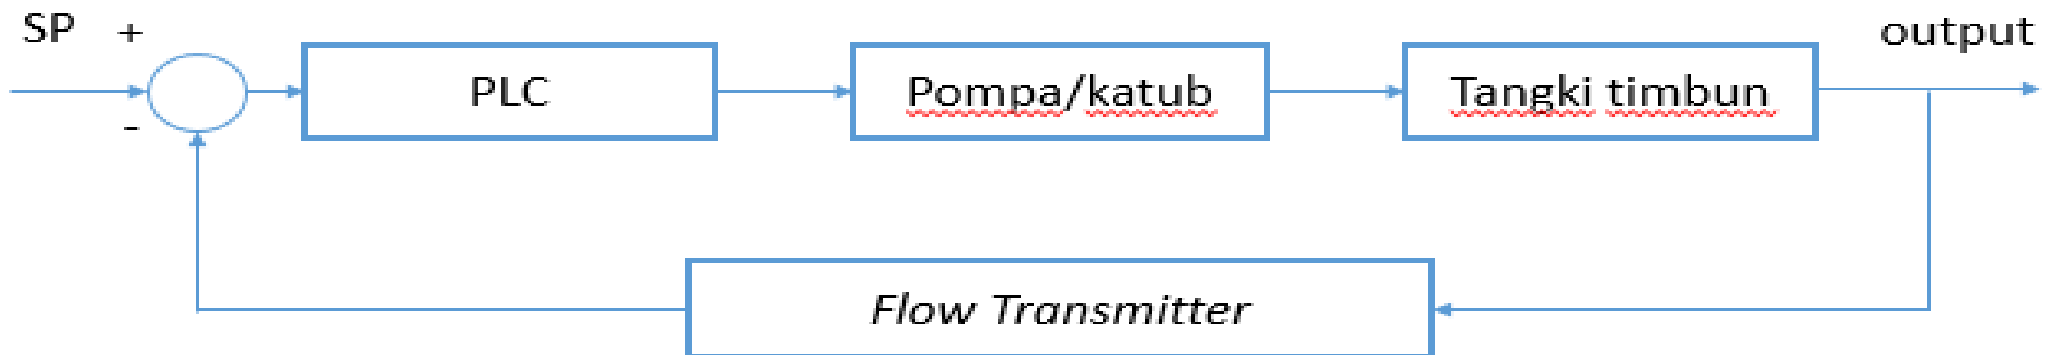 SP +
output
PLC
Pompa/katub
Tangki timbun
-
Flow Transmitter